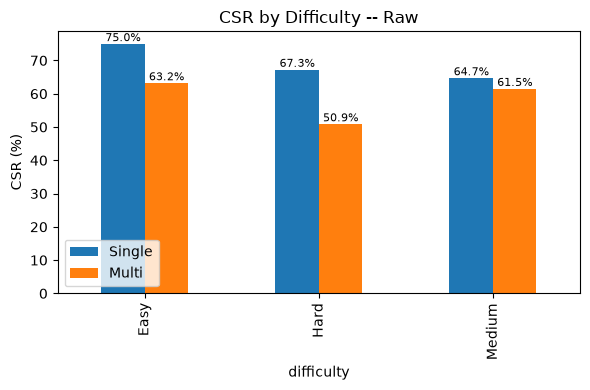 CSR by Difficulty -- Raw
CSR (%)
70
60
50
40
30
20
10
0
75.0%
63.2%
67.3%
50.9%
64.7%
61.5%
Single
Multi
Easy
Hard
Medium
difficulty